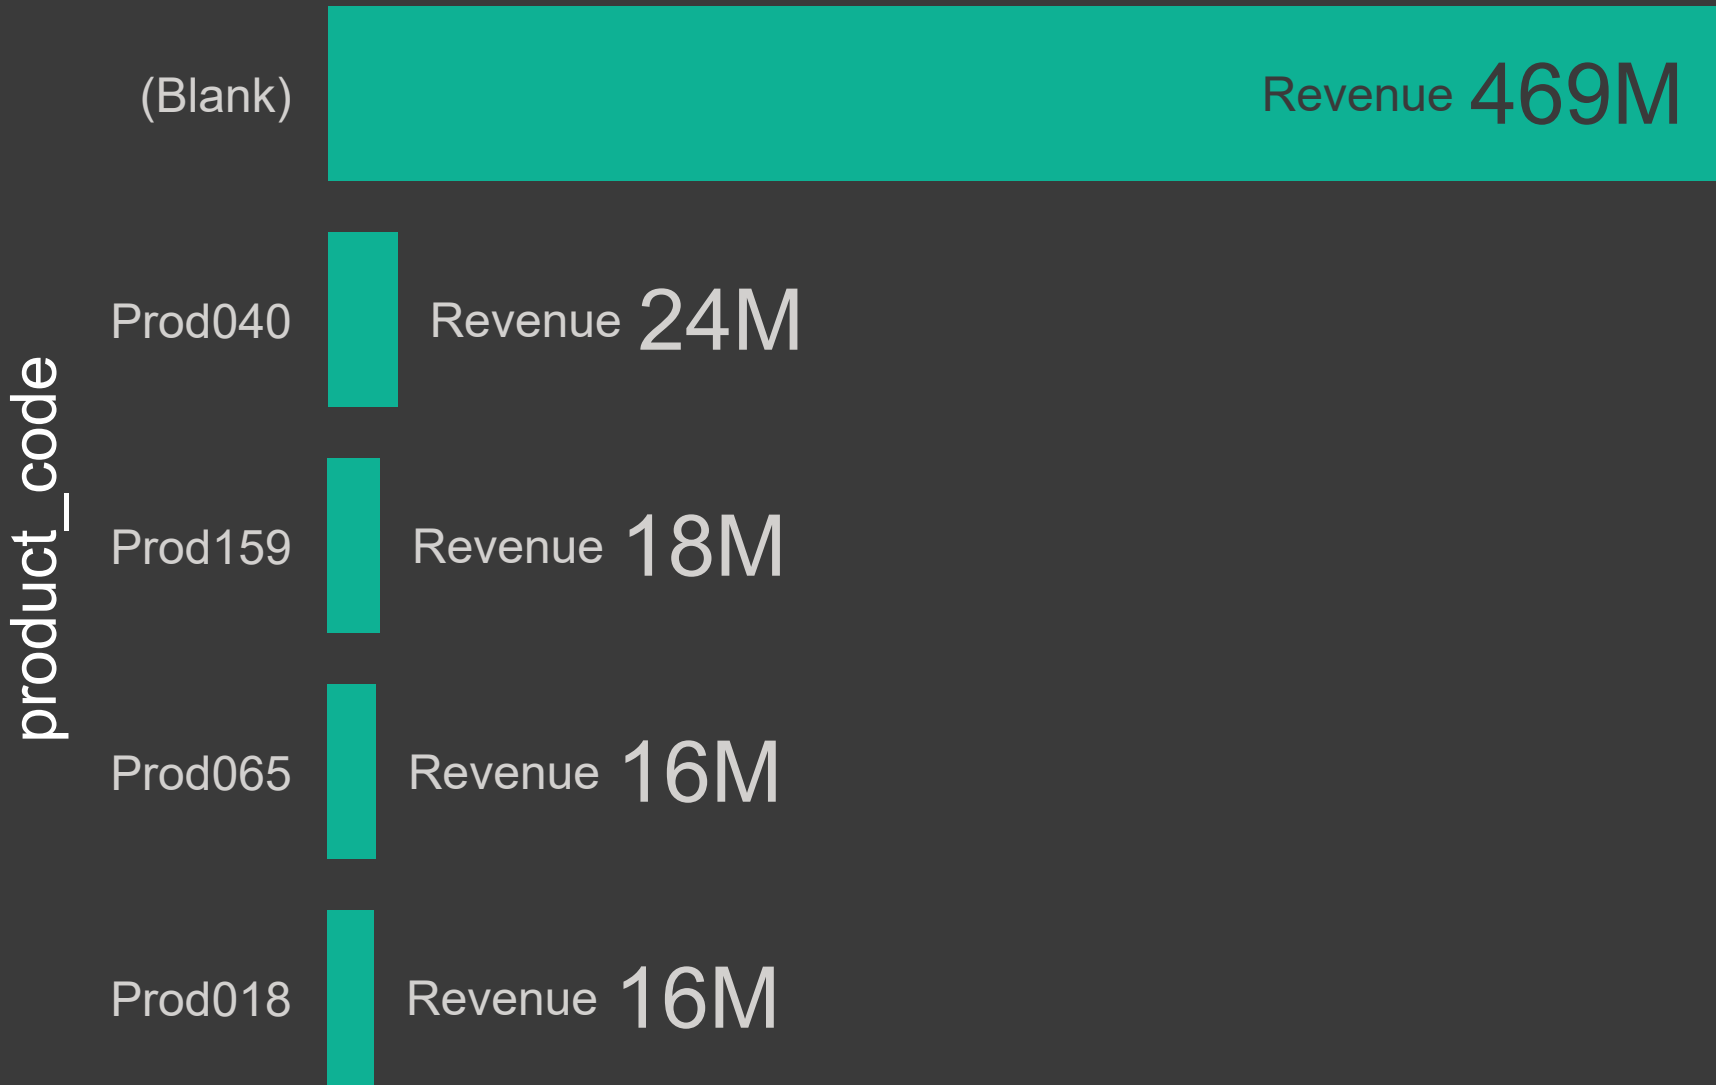 product_code
(Blank) Revenue 469M
Prod040 Revenue 24M
Prod159 Revenue 18M
Prod065 Revenue 16M
Prod018 Revenue 16M